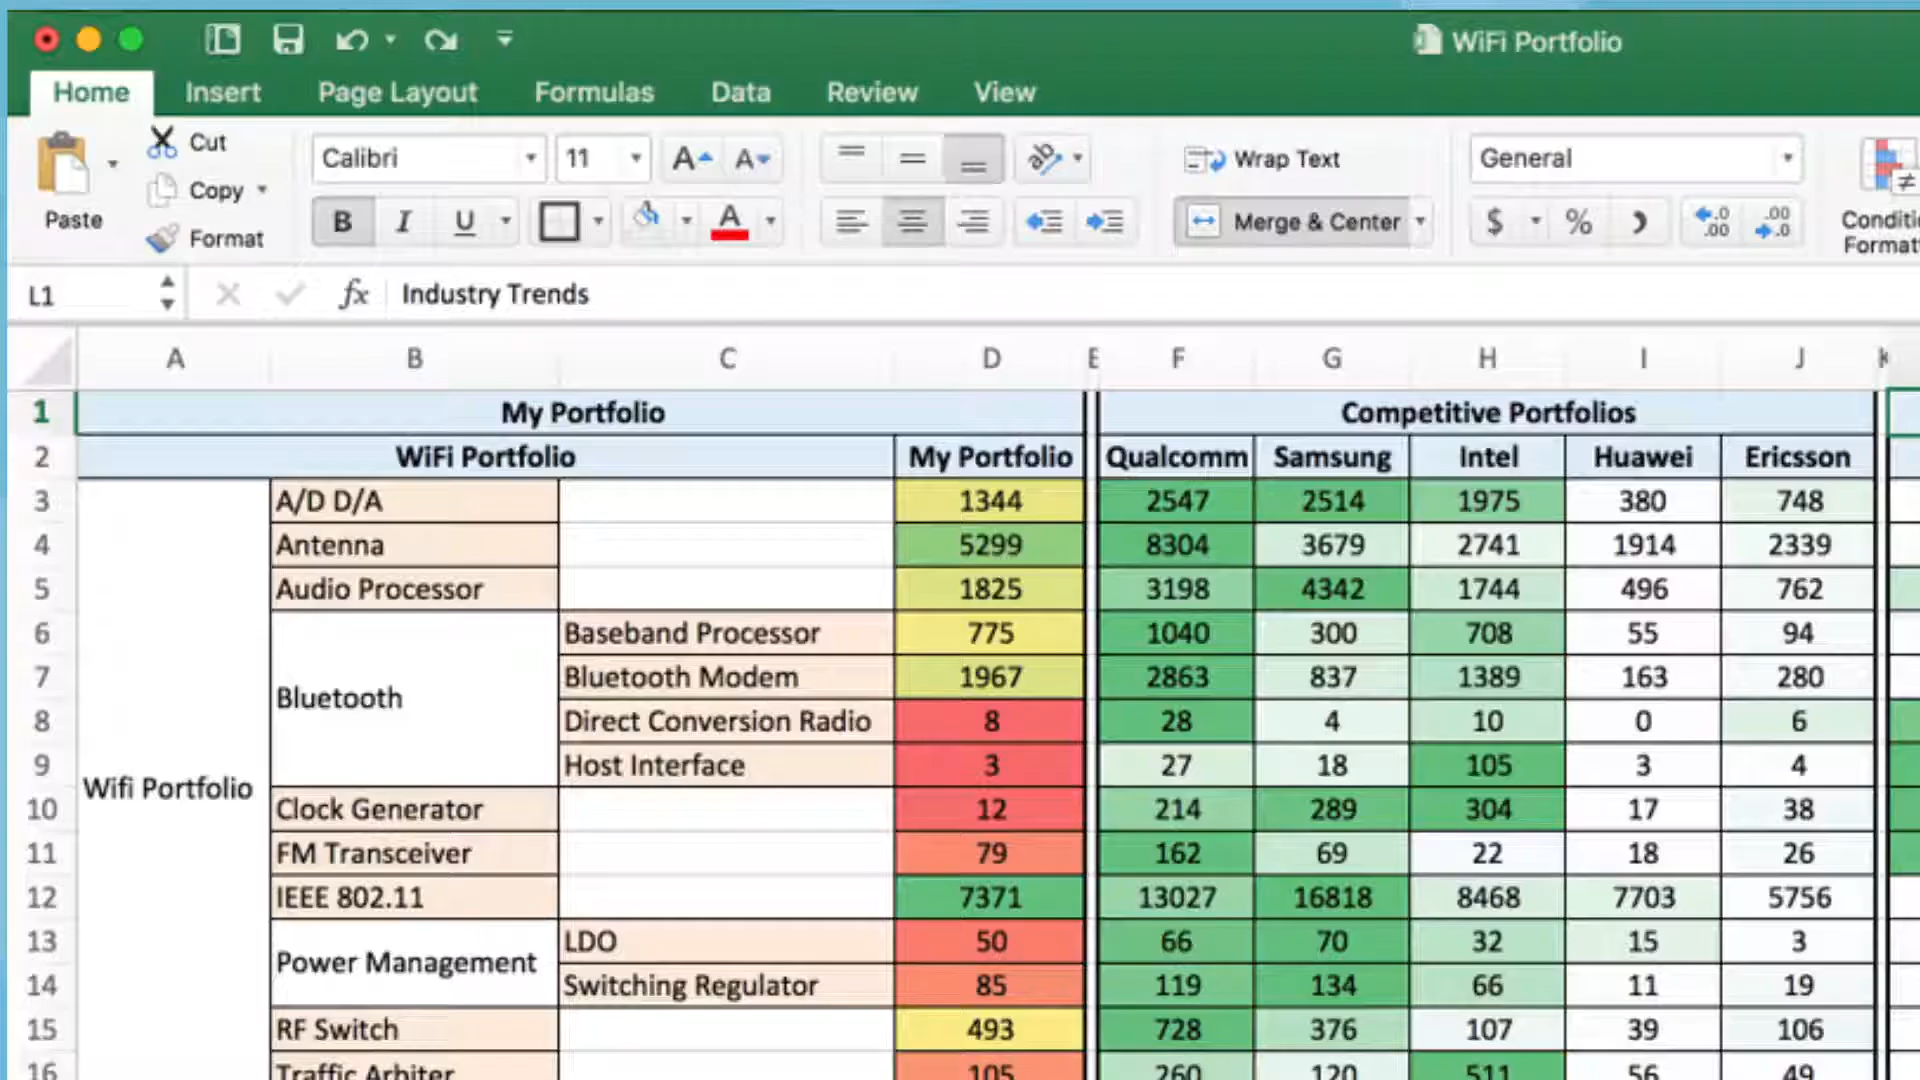 WiFi Portfolio
Home Insert Page Layout Formulas Data Review View
Paste Cut Copy Format
Calibri 11 A A ab Wrap Text General
B I U A Merge & Center $ % .0 .00 .00 .0
L1 fx Industry Trends
A B C D E F G H I J K
1 My Portfolio Competitive Portfolios
2 WiFi Portfolio My Portfolio Qualcomm Samsung Intel Huawei Ericsson
3 A/D D/A 1344 2547 2514 1975 380 748
4 Antenna 5299 8304 3679 2741 1914 2339
5 Audio Processor 1825 3198 4342 1744 496 762
6 Baseband Processor 775 1040 300 708 55 94
7 Bluetooth Bluetooth Modem 1967 2863 837 1389 163 280
8 Direct Conversion Radio 8 28 4 10 0 6
9 Wifi Portfolio Host Interface 3 27 18 105 3 4
10 Clock Generator 12 214 289 304 17 38
11 FM Transceiver 79 162 69 22 18 26
12 IEEE 802.11 7371 13027 16818 8468 7703 5756
13 Power Management LDO 50 66 70 32 15 3
14 Switching Regulator 85 119 134 66 11 19
15 RF Switch 493 728 376 107 39 106
16 Traffic Arbiter 105 260 120 511 56 49